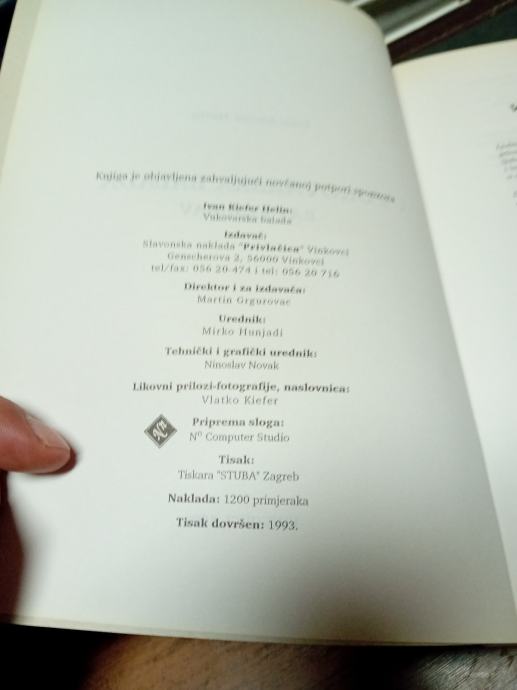 Knjiga je objavljena zahvaljujući novčanoj potpori sponzora
Ivan Kiefer Helin:
Vukovarska balada
Izdavač:
Slavonska naklada "Privlačica" Vinkovci
Genscherova 2, 56000 Vinkovci
tel/fax: 056 20-474 i tel: 056 20 716
Direktor i za izdavača:
Martin Grgurovac
Urednik:
Mirko Hunjadi
Tehnički i grafički urednik:
Ninoslav Novak
Likovni prilozi-fotografije, naslovnica:
Vlatko Kiefer
Priprema sloga:
Nº Computer Studio
Tisak:
Tiskara "STUBA" Zagreb
Naklada: 1200 primjeraka
Tisak dovršen: 1993.